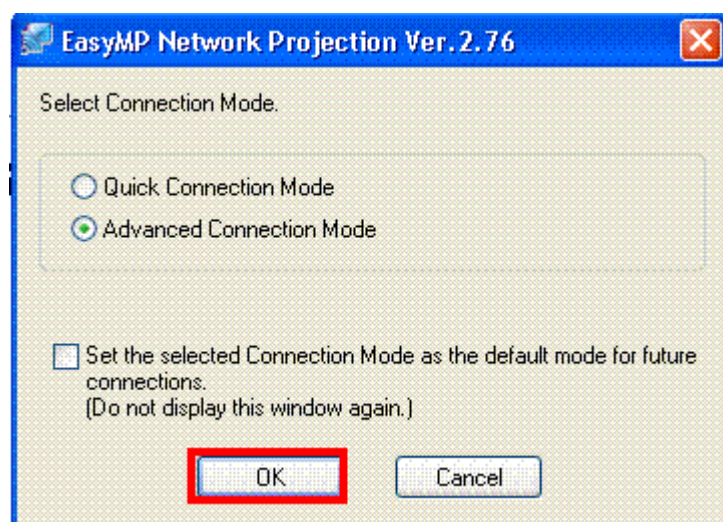 EasyMP Network Projection Ver.2.76
Select Connection Mode.
Quick Connection Mode
Advanced Connection Mode
Set the selected Connection Mode as the default mode for future
connections.
(Do not display this window again.)
OK
Cancel